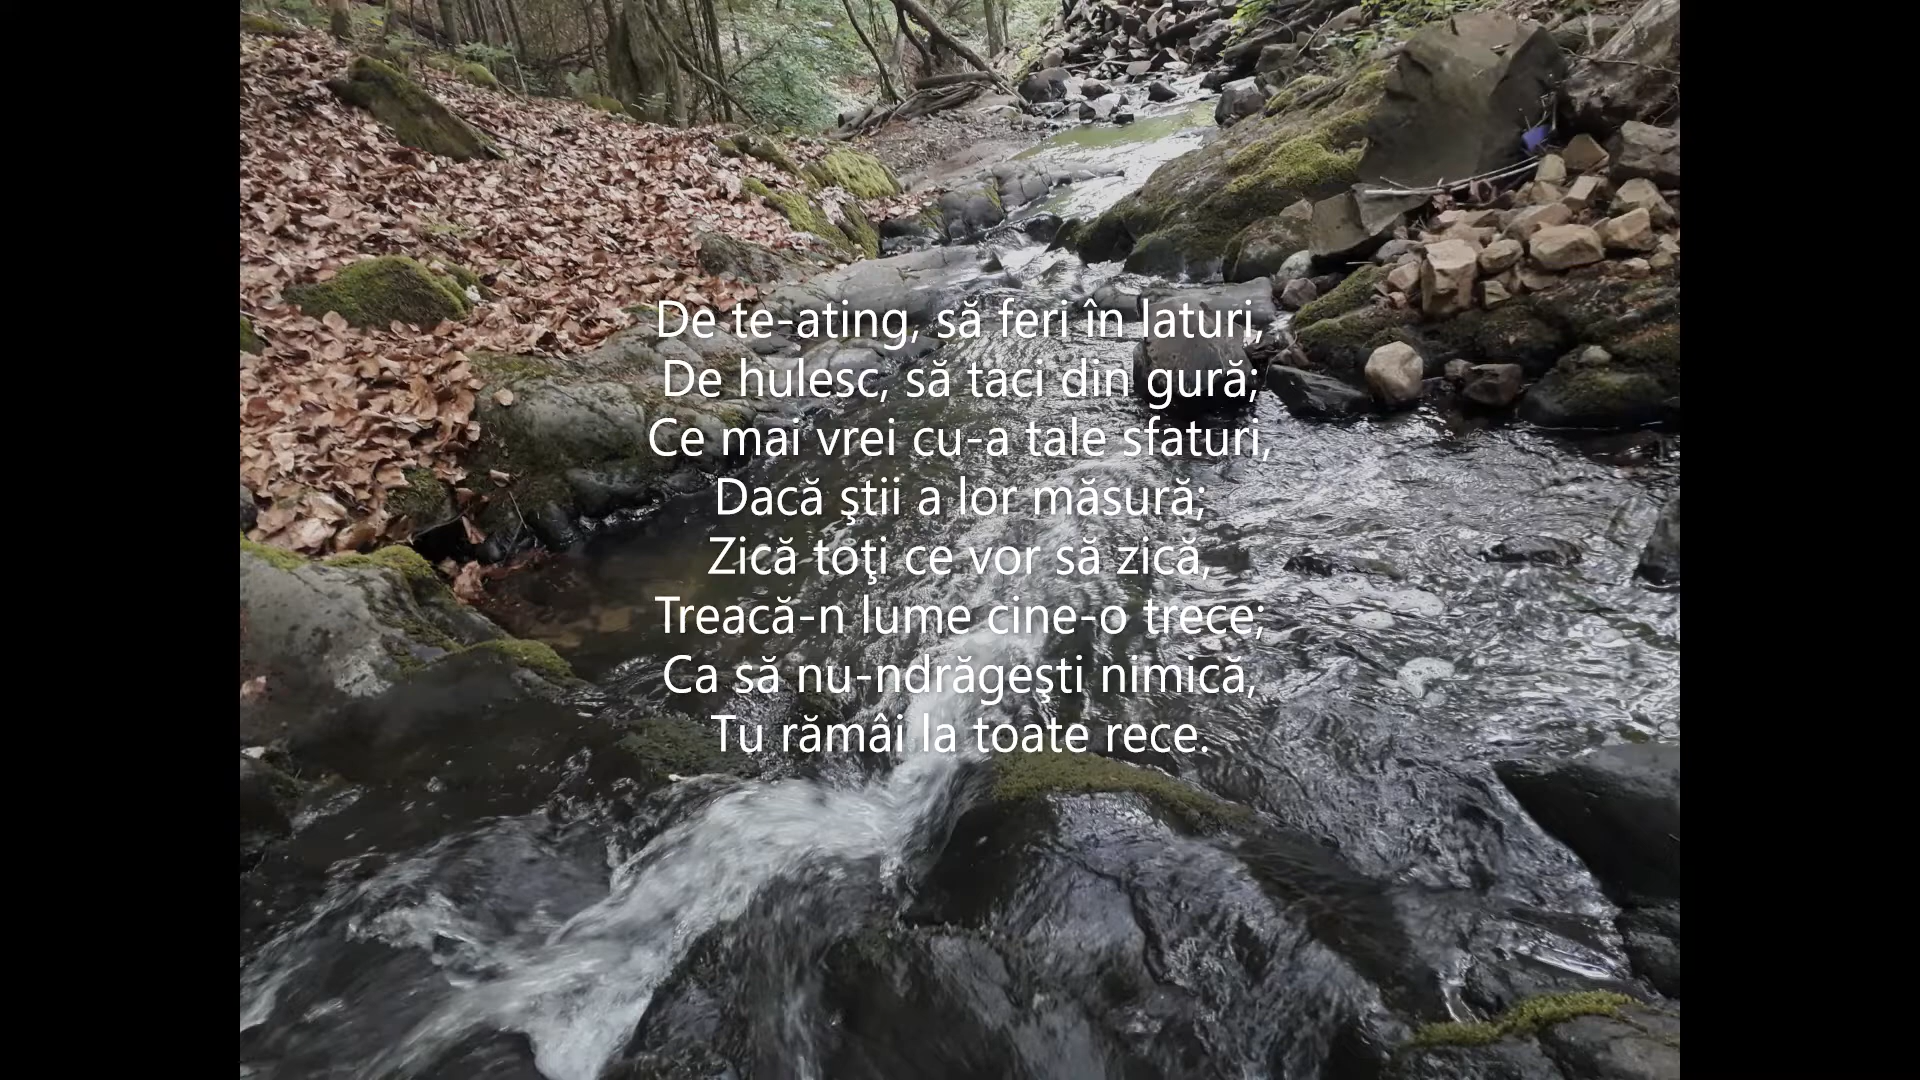 De te-ating, să feri în laturi,
De hulesc, să taci din gură;
Ce mai vrei cu-a tale sfaturi,
Dacă ştii a lor măsură;
Zică toţi ce vor să zică,
Treacă-n lume cine-o trece;
Ca să nu-ndrăgeşti nimică,
Tu rămâi la toate rece.